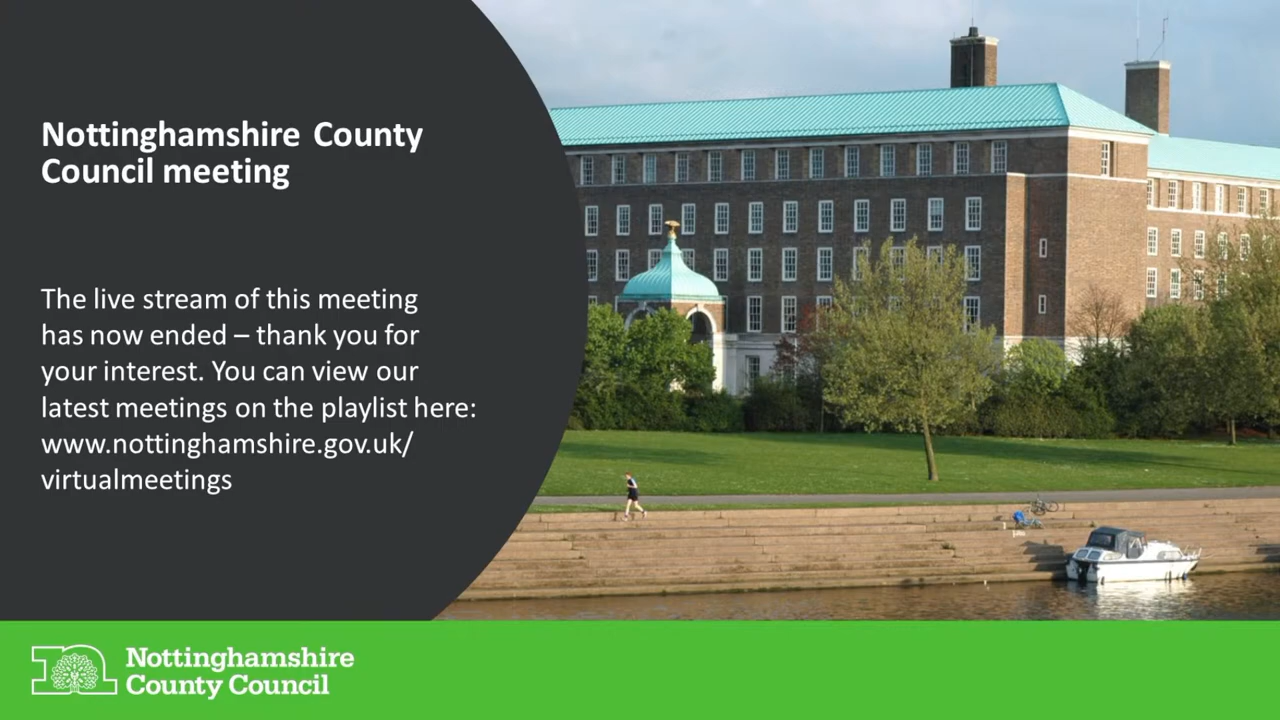 Nottinghamshire County
Council meeting
The live stream of this meeting
has now ended – thank you for
your interest. You can view our
latest meetings on the playlist here:
www.nottinghamshire.gov.uk/
virtualmeetings
Nottinghamshire
County Council